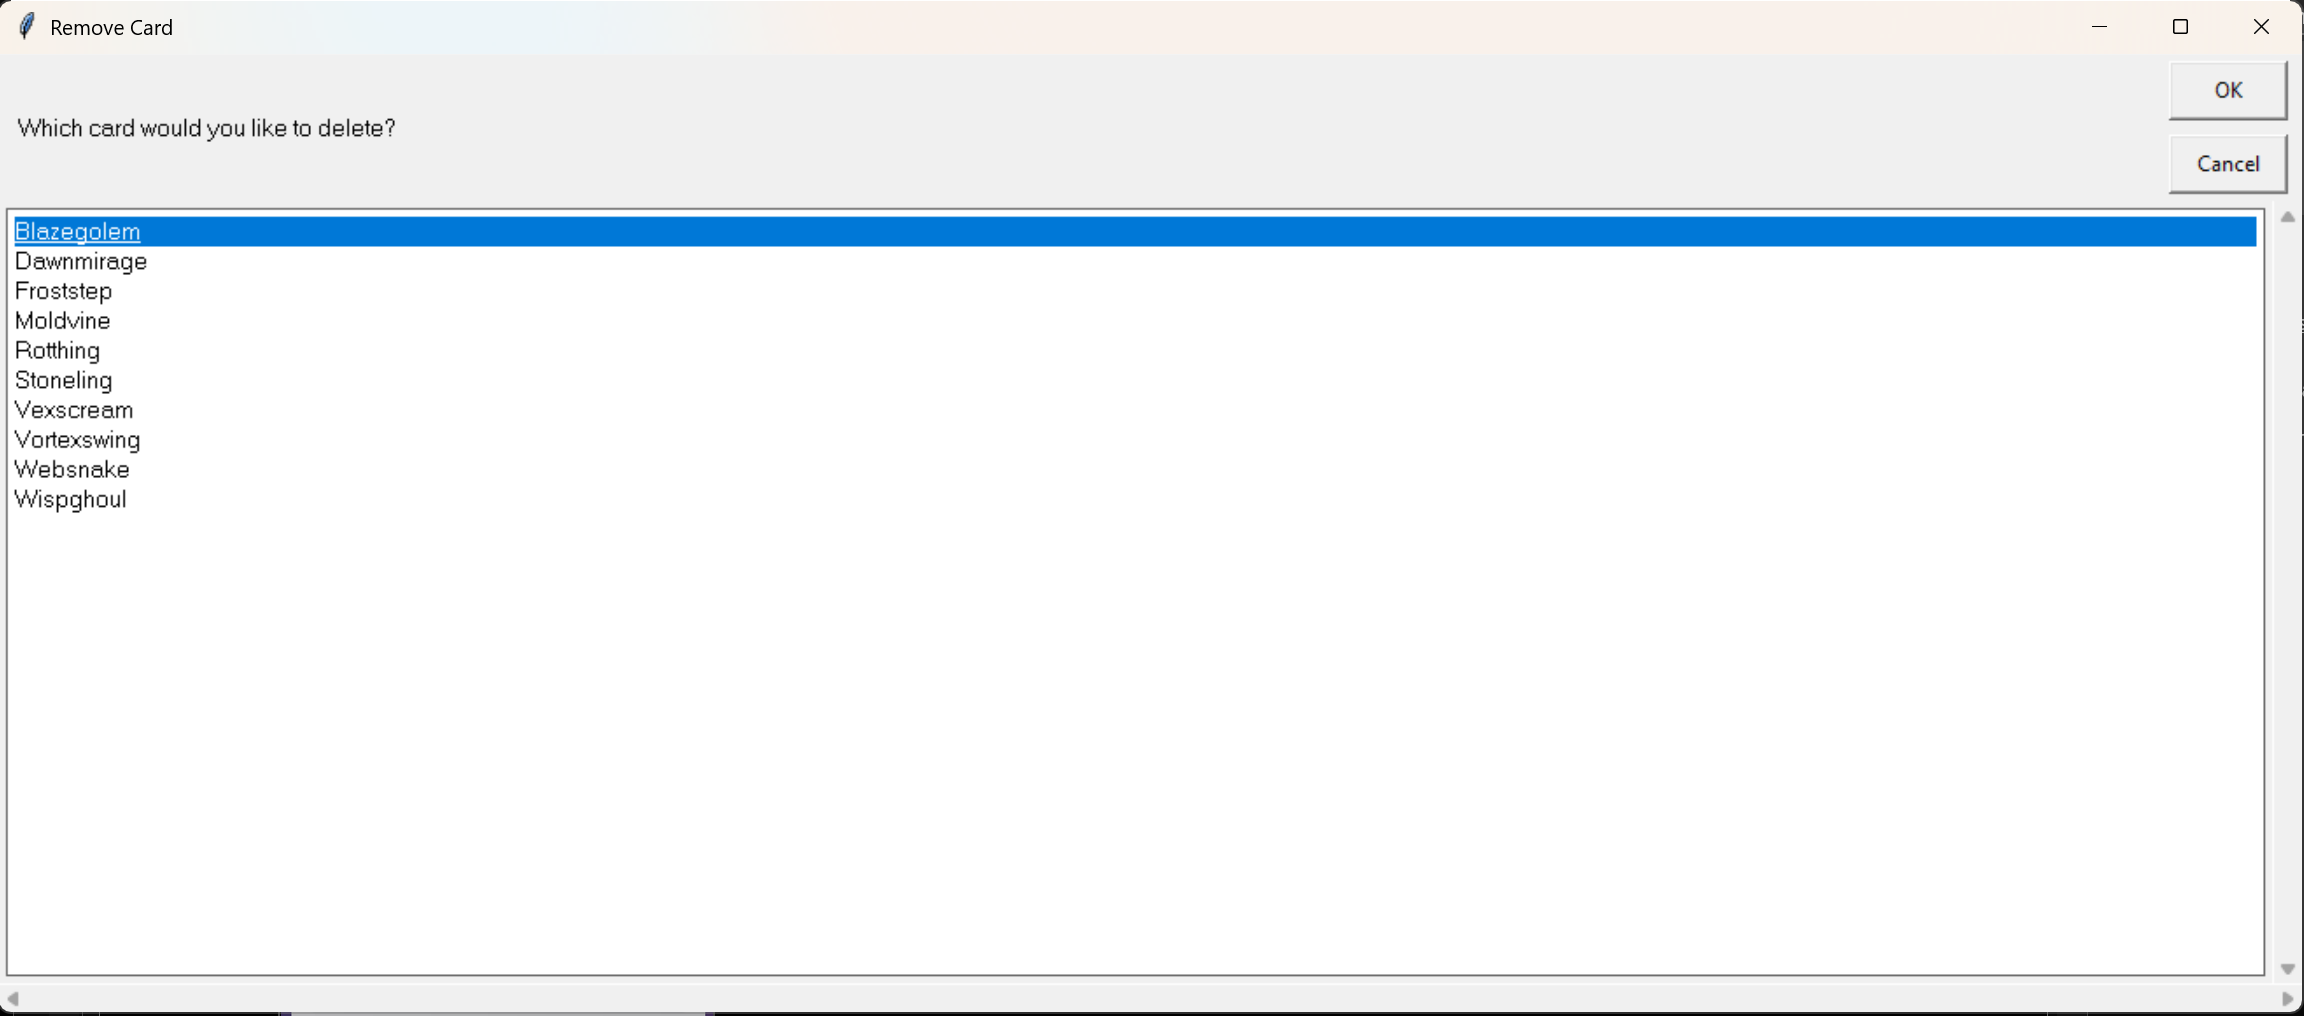 Remove Card
OK
Which card would you like to delete?
Cancel
Blazegolem
Dawnmirage
Froststep
Moldvine
Rotthing
Stoneling
Vexscream
Vortexswing
Websnake
Wispghoul